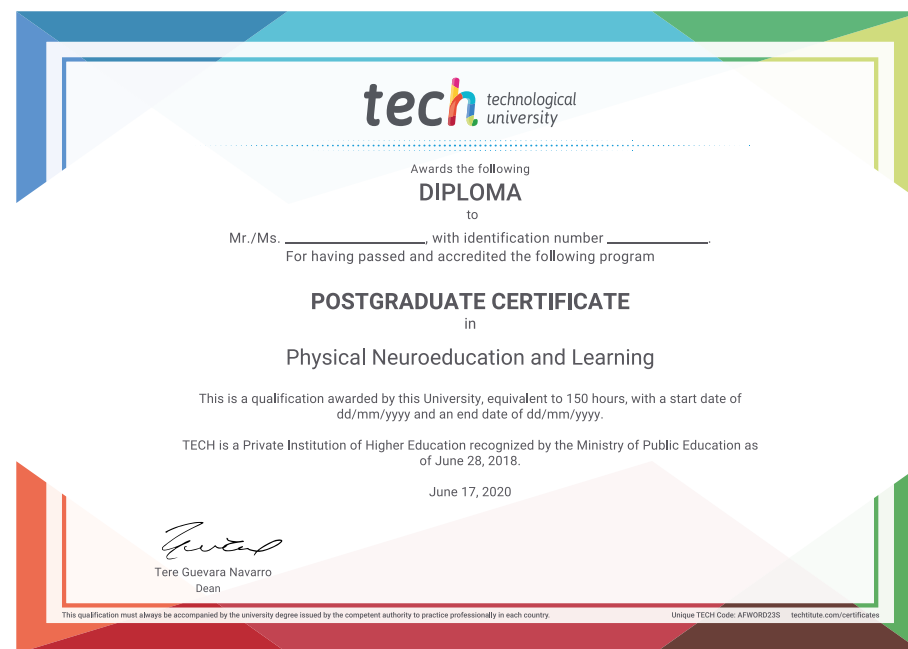 tech technological
university
Awards the following
DIPLOMA
to
Mr./Ms. ____________________, with identification number ______________.
For having passed and accredited the following program
POSTGRADUATE CERTIFICATE
in
Physical Neuroeducation and Learning
This is a qualification awarded by this University, equivalent to 150 hours, with a start date of
dd/mm/yyyy and an end date of dd/mm/yyyy.
TECH is a Private Institution of Higher Education recognized by the Ministry of Public Education as
of June 28, 2018.
June 17, 2020
Tere Guevara Navarro
Dean
This qualification must always be accompanied by the university degree issued by the competent authority to practice professionally in each country.
Unique TECH Code: AFWORD23S techtitute.com/certificates